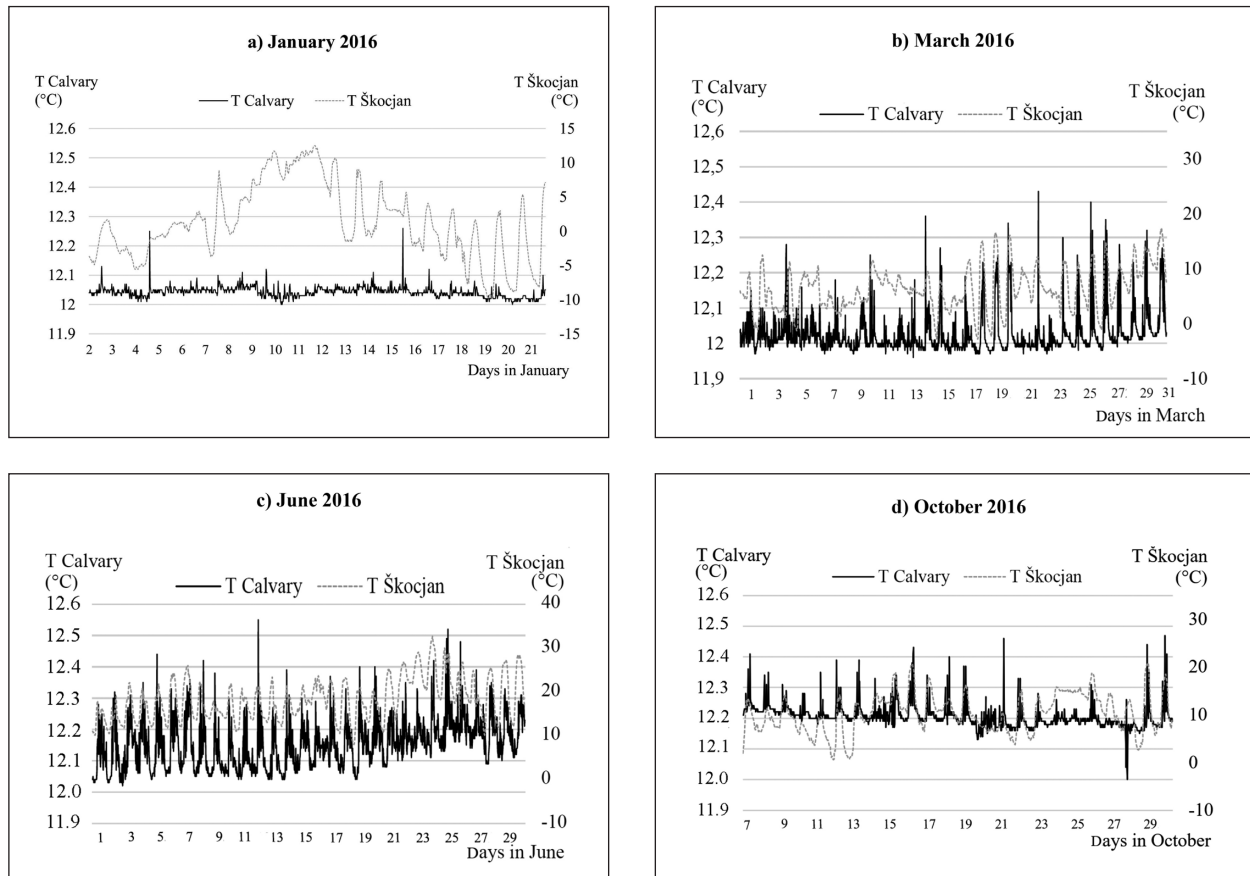 a) January 2016
T Calvary
(°C)
T Calvary
T Škocjan
T Škocjan
(°C)
12.6
12.5
12.4
12.3
12.2
12.1
12
11.9
15
10
5
0
-5
-10
-15
2 3 4 5 6 7 8 9 10 11 12 13 14 15 16 17 18 19 20 21
Days in January
b) March 2016
T Calvary
(°C)
T Calvary
T Škocjan
T Škocjan
(°C)
12,6
12,5
12,4
12,3
12,2
12,1
12
11,9
30
20
10
0
-10
1 3 5 7 9 11 13 15 17 19 21 23 25 27. 29 31
Days in March
c) June 2016
T Calvary
(°C)
T Calvary
T Škocjan
T Škocjan
(°C)
12.6
12.5
12.4
12.3
12.2
12.1
12.0
11.9
40
30
20
10
0
-10
1 3 5 7 9 11 13 15 17 19 21 23 25 27 29
Days in June
d) October 2016
T Calvary
(°C)
T Calvary
T Škocjan
T Škocjan
(°C)
12.6
12.5
12.4
12.3
12.2
12.1
12.0
11.9
30
20
10
0
-10
7 9 11 13 15 17 19 21 23 25 27 29
Days in October